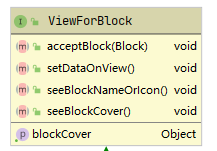 I ViewForBlock
m acceptBlock(Block) void
m setDataOnView() void
m seeBlockNameOrIcon() void
m seeBlockCover() void
p blockCover Object